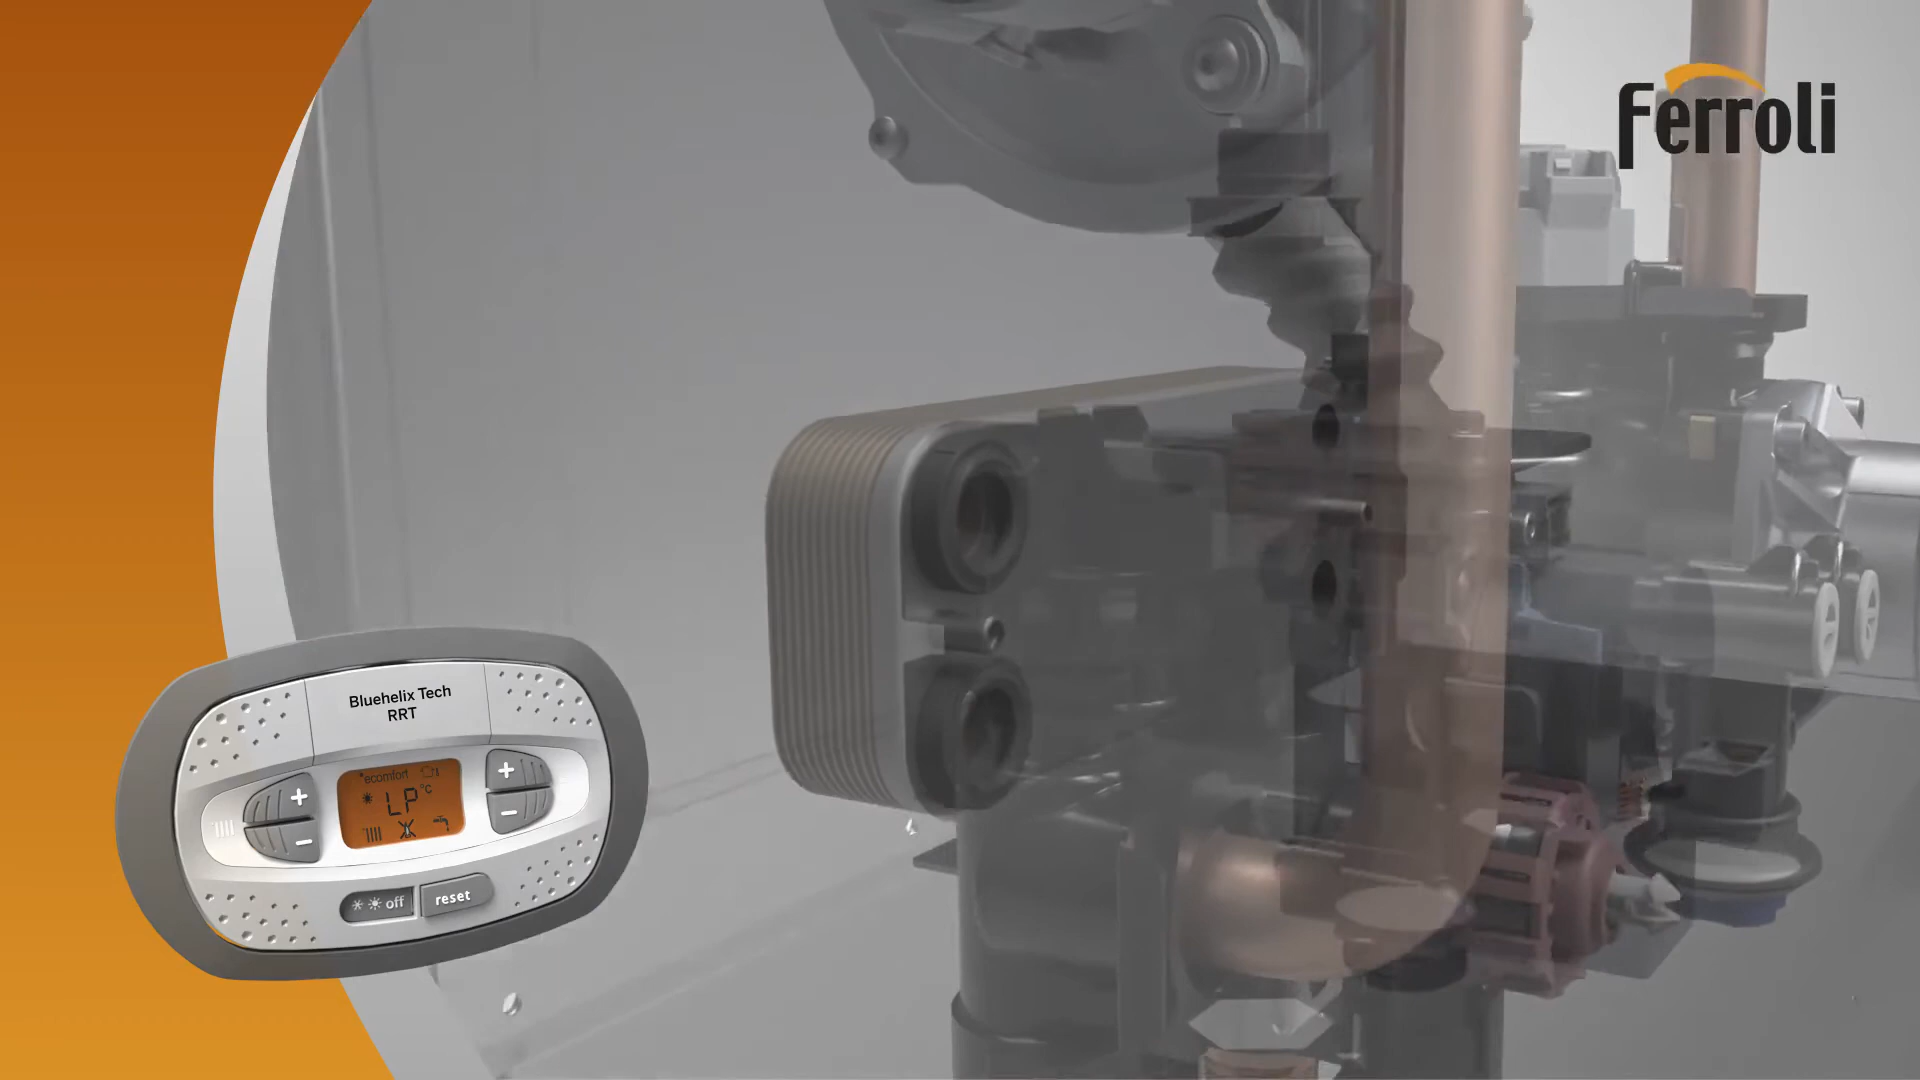 Ferroli
Bluehelix Tech
RRT
ecomfort
LP °C
off
reset